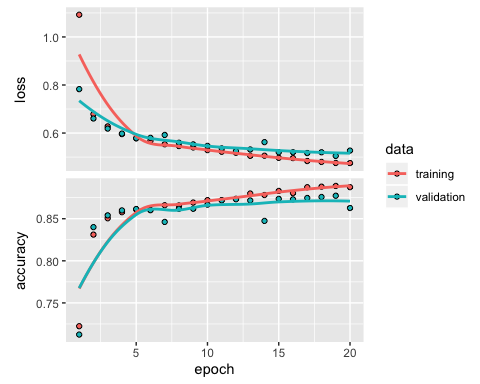 loss
1.0
0.8
0.6
accuracy
0.85
0.80
0.75
5 10 15 20
epoch
data
training
validation